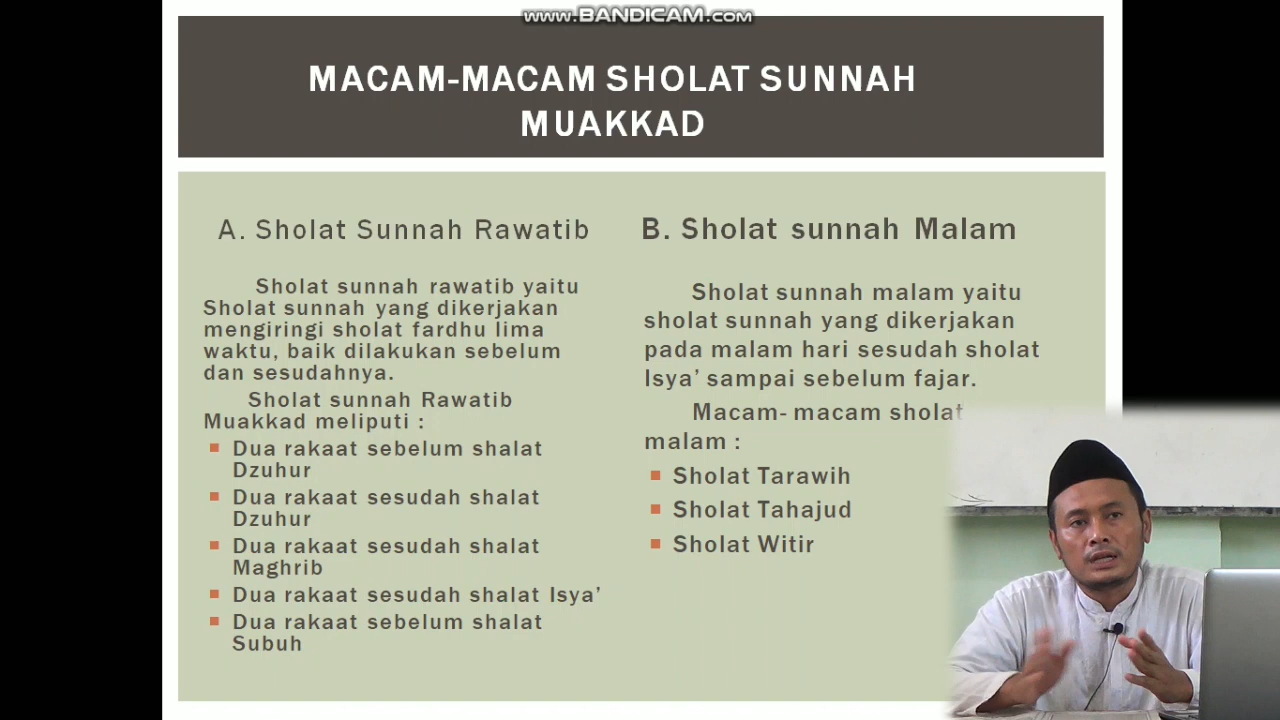 www.BANDICAM.com
MACAM-MACAM SHOLAT SUNNAH
MUAKKAD
A. Sholat Sunnah Rawatib
Sholat sunnah rawatib yaitu
Sholat sunnah yang dikerjakan
mengiringi sholat fardhu lima
waktu, baik dilakukan sebelum
dan sesudahnya.
Sholat sunnah Rawatib
Muakkad meliputi :
Dua rakaat sebelum shalat
Dzuhur
Dua rakaat sesudah shalat
Dzuhur
Dua rakaat sesudah shalat
Maghrib
Dua rakaat sesudah shalat Isya’
Dua rakaat sebelum shalat
Subuh
B. Sholat sunnah Malam
Sholat sunnah malam yaitu
sholat sunnah yang dikerjakan
pada malam hari sesudah sholat
Isya’ sampai sebelum fajar.
Macam- macam sholat
malam :
Sholat Tarawih
Sholat Tahajud
Sholat Witir